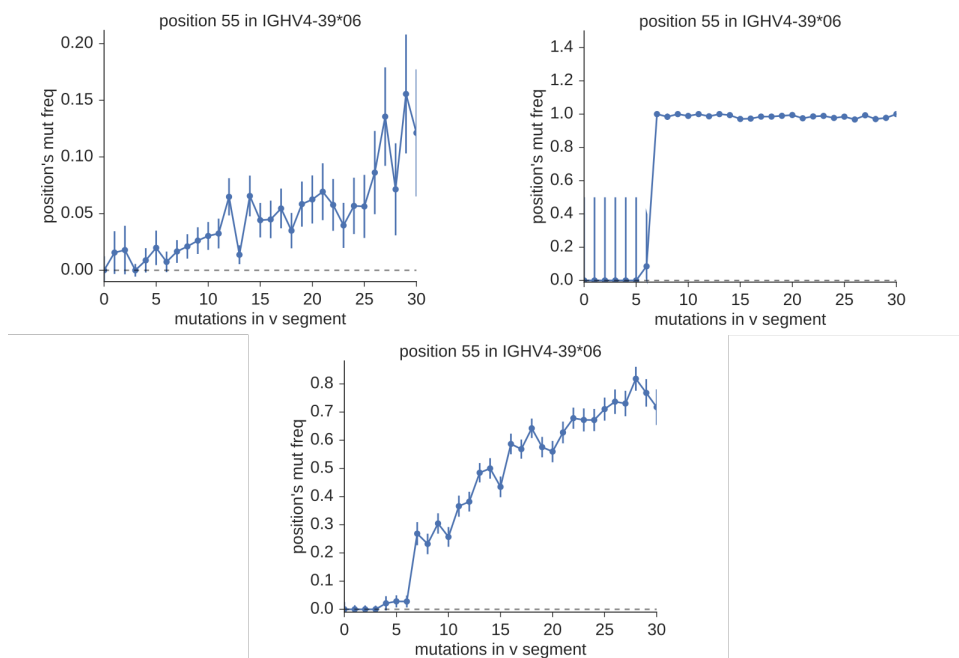 position 55 in IGHV4-39*06
position's mut freq
0.20
0.15
0.10
0.05
0.00
0 5 10 15 20 25 30
mutations in v segment
position 55 in IGHV4-39*06
position's mut freq
1.4
1.2
1.0
0.8
0.6
0.4
0.2
0.0
0 5 10 15 20 25 30
mutations in v segment
position 55 in IGHV4-39*06
position's mut freq
0.8
0.7
0.6
0.5
0.4
0.3
0.2
0.1
0.0
0 5 10 15 20 25 30
mutations in v segment